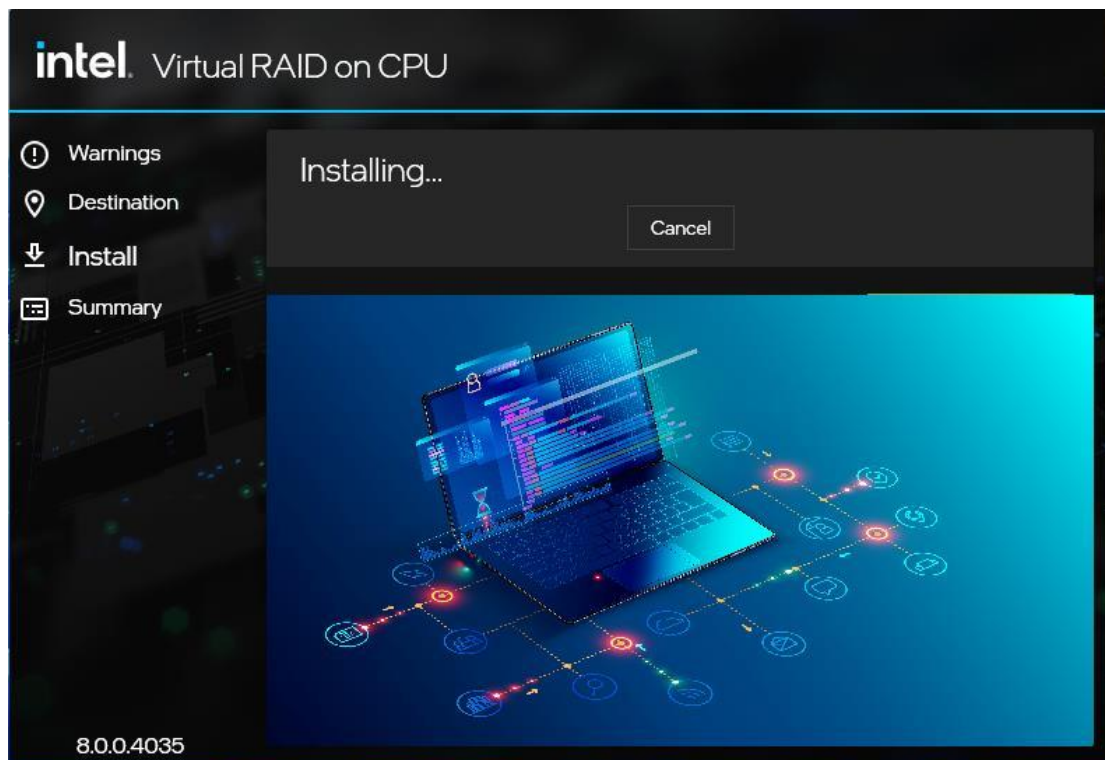 intel. Virtual RAID on CPU
Warnings
Destination
Install
Summary
Installing...
Cancel
8.0.0.4035